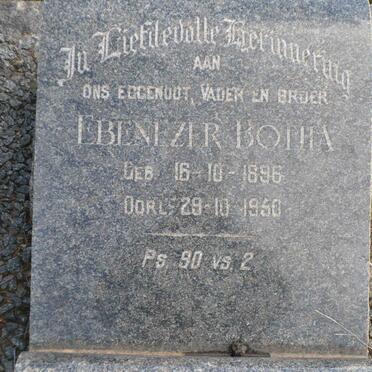 In Liefdevolle Herinnering
AAN
ONS EGGENOOT, VADER EN BROER
EBENEZER BOTHA
GEB. 16-10-1896
OORL. 29-10-1950
Ps. 90 vs. 2